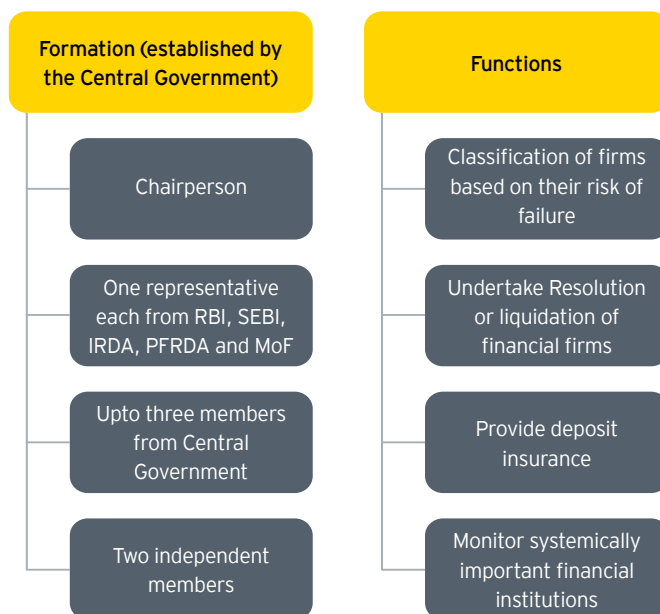 Formation (established by
the Central Government)
Chairperson
One representative
each from RBI, SEBI,
IRDA, PFRDA and MoF
Upto three members
from Central
Government
Two independent
members
Functions
Classification of firms
based on their risk of
failure
Undertake Resolution
or liquidation of
financial firms
Provide deposit
insurance
Monitor systemically
important financial
institutions